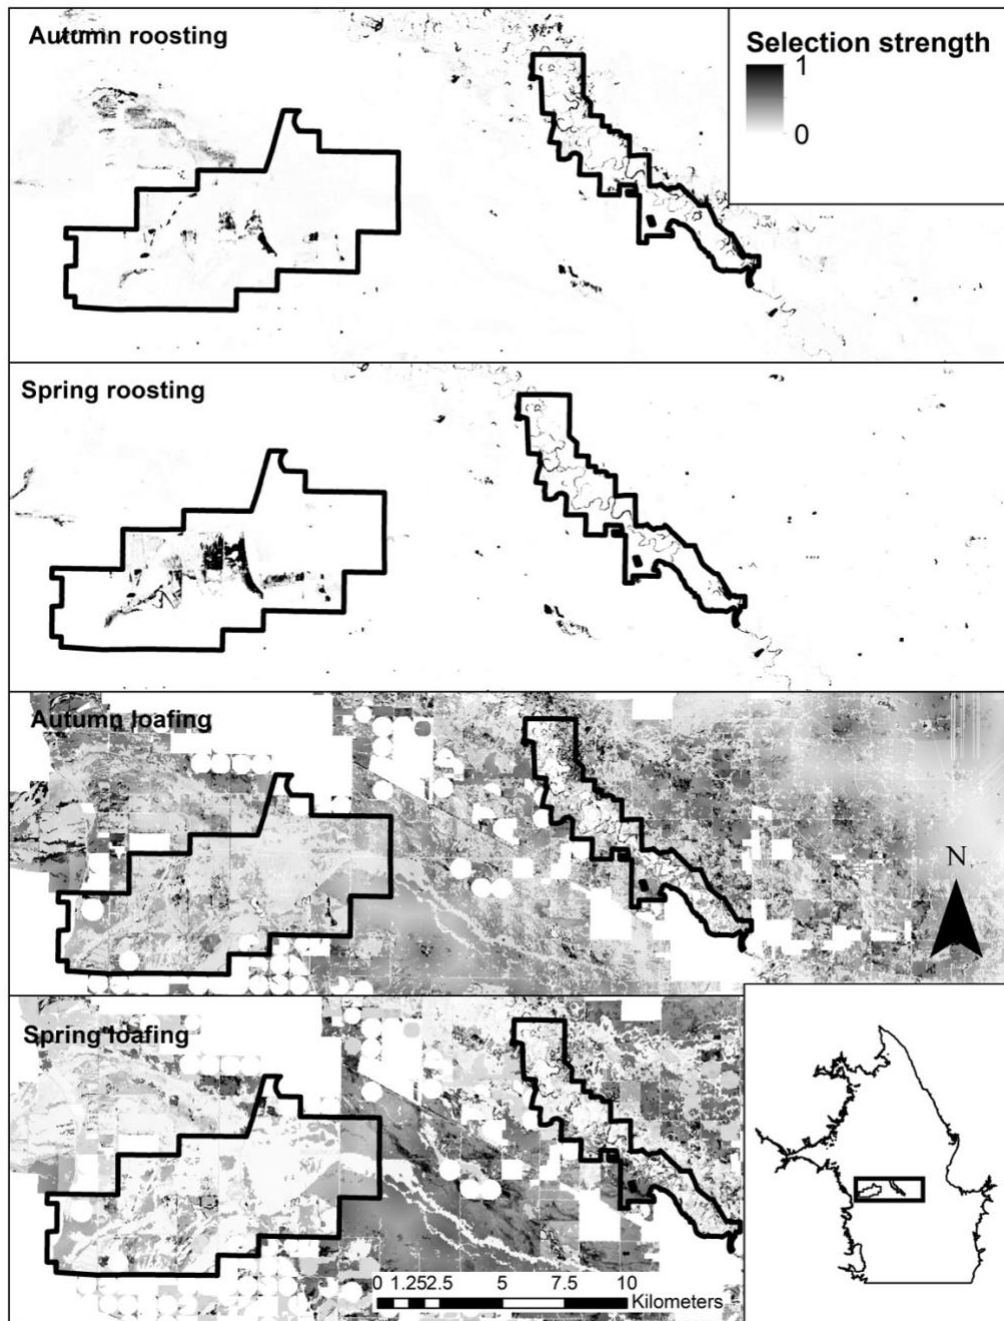 Autumn roosting
Selection strength
1
0
Spring roosting
Autumn loafing
N
Spring loafing
0 1.252.5 5 7.5 10
Kilometers